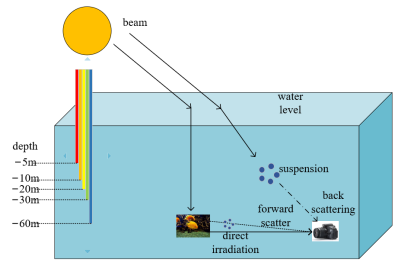 beam
water
level
depth
−5m
−10m
−20m
−30m
−60m
suspension
back
scattering
forward
scatter
direct
irradiation